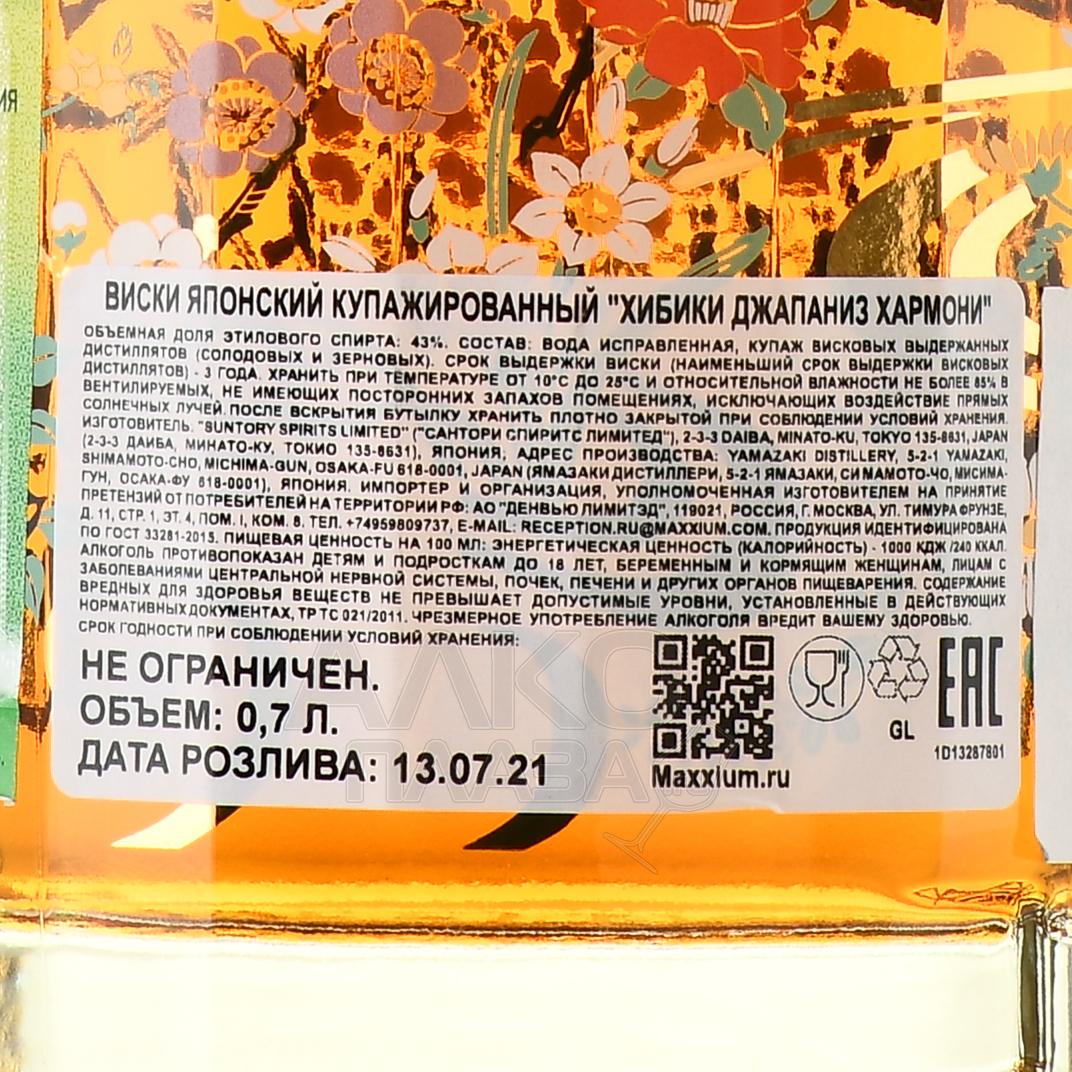 ИЯ
ВИСКИ ЯПОНСКИЙ КУПАЖИРОВАННЫЙ "ХИБИКИ ДЖАПАНИЗ ХАРМОНИ"
ОБЪЕМНАЯ ДОЛЯ ЭТИЛОВОГО СПИРТА: 43%. СОСТАВ: ВОДА ИСПРАВЛЕННАЯ, КУПАЖ ВИСКОВЫХ ВЫДЕРЖАННЫХ
ДИСТИЛЛЯТОВ (СОЛОДОВЫХ И ЗЕРНОВЫХ). СРОК ВЫДЕРЖКИ ВИСКИ (НАИМЕНЬШИЙ СРОК ВЫДЕРЖКИ ВИСКОВЫХ
ДИСТИЛЛЯТОВ) - 3 ГОДА. ХРАНИТЬ ПРИ ТЕМПЕРАТУРЕ ОТ 10°С ДО 25°С И ОТНОСИТЕЛЬНОЙ ВЛАЖНОСТИ НЕ БОЛЕЕ 85% В
ВЕНТИЛИРУЕМЫХ, НЕ ИМЕЮЩИХ ПОСТОРОННИХ ЗАПАХОВ ПОМЕЩЕНИЯХ, ИСКЛЮЧАЮЩИХ ВОЗДЕЙСТВИЕ ПРЯМЫХ
СОЛНЕЧНЫХ ЛУЧЕЙ. ПОСЛЕ ВСКРЫТИЯ БУТЫЛКУ ХРАНИТЬ ПЛОТНО ЗАКРЫТОЙ ПРИ СОБЛЮДЕНИИ УСЛОВИЙ ХРАНЕНИЯ.
ИЗГОТОВИТЕЛЬ: "SUNTORY SPIRITS LIMITED" ("САНТОРИ СПИРИТС ЛИМИТЕД"), 2-3-3 DAIBA, MINATO-KU, TOKYO 135-8631, JAPAN
(2-3-3 ДАИБА, МИНАТО-КУ, ТОКИО 135-8631), ЯПОНИЯ, АДРЕС ПРОИЗВОДСТВА: YAMAZAKI DISTILLERY, 5-2-1 YAMAZAKI,
SHIMAMOTO-CHO, MICHIMA-GUN, OSAKA-FU 618-0001, JAPAN (ЯМАЗАКИ ДИСТИЛЛЕРИ, 5-2-1 ЯМАЗАКИ, СИМАМОТО-ЧО, МИСИМА-
ГУН, ОСАКА-ФУ 618-0001), ЯПОНИЯ. ИМПОРТЕР И ОРГАНИЗАЦИЯ, УПОЛНОМОЧЕННАЯ ИЗГОТОВИТЕЛЕМ НА ПРИНЯТИЕ
ПРЕТЕНЗИЙ ОТ ПОТРЕБИТЕЛЕЙ НА ТЕРРИТОРИИ РФ: АО "ДЕНВЬЮ ЛИМИТЭД", 119021, РОССИЯ, Г. МОСКВА, УЛ. ТИМУРА ФРУНЗЕ,
Д. 11, СТР. 1, ЭТ. 4, ПОМ. I, КОМ. 8, ТЕЛ. +74959809737, E-MAIL: RECEPTION.RU@MAXXIUM.COM. ПРОДУКЦИЯ ИДЕНТИФИЦИРОВАНА
ПО ГОСТ 33281-2015. ПИЩЕВАЯ ЦЕННОСТЬ НА 100 МЛ: ЭНЕРГЕТИЧЕСКАЯ ЦЕННОСТЬ (КАЛОРИЙНОСТЬ) - 1000 КДЖ /240 ККАЛ.
АЛКОГОЛЬ ПРОТИВОПОКАЗАН ДЕТЯМ И ПОДРОСТКАМ ДО 18 ЛЕТ, БЕРЕМЕННЫМ И КОРМЯЩИМ ЖЕНЩИНАМ, ЛИЦАМ С
ЗАБОЛЕВАНИЯМИ ЦЕНТРАЛЬНОЙ НЕРВНОЙ СИСТЕМЫ, ПОЧЕК, ПЕЧЕНИ И ДРУГИХ ОРГАНОВ ПИЩЕВАРЕНИЯ. СОДЕРЖАНИЕ
ВРЕДНЫХ ДЛЯ ЗДОРОВЬЯ ВЕЩЕСТВ НЕ ПРЕВЫШАЕТ ДОПУСТИМЫЕ УРОВНИ, УСТАНОВЛЕННЫЕ В ДЕЙСТВУЮЩИХ
НОРМАТИВНЫХ ДОКУМЕНТАХ, ТР ТС 021/2011. ЧРЕЗМЕРНОЕ УПОТРЕБЛЕНИЕ АЛКОГОЛЯ ВРЕДИТ ВАШЕМУ ЗДОРОВЬЮ.
СРОК ГОДНОСТИ ПРИ СОБЛЮДЕНИИ УСЛОВИЙ ХРАНЕНИЯ:
НЕ ОГРАНИЧЕН.
ОБЪЕМ: 0,7 Л.
ДАТА РОЗЛИВА: 13.07.21
Maxxium.ru
GL
EAC
1D13287801
АЛКО
ПЛАЗА